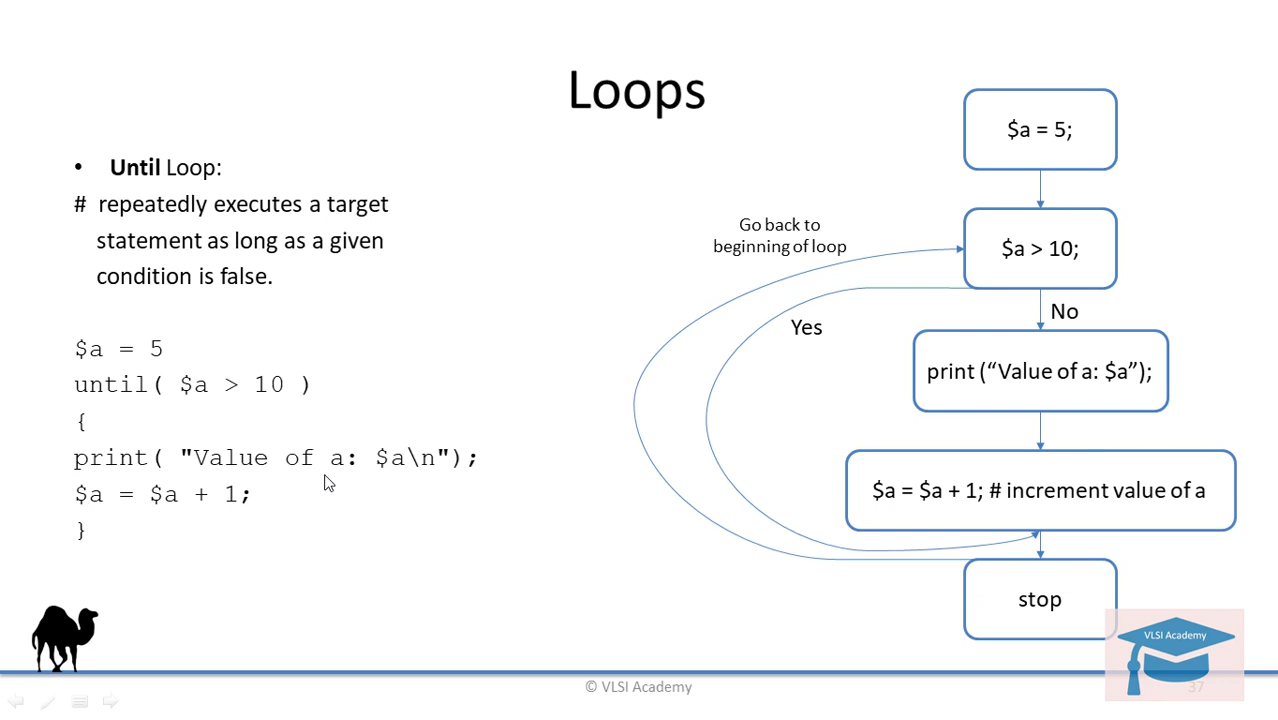 Loops
• Until Loop:
# repeatedly executes a target
statement as long as a given
condition is false.
$a = 5
until( $a > 10 )
{
print( "Value of a: $a\n");
$a = $a + 1;
}
$a = 5;
Go back to
beginning of loop
$a > 10;
Yes
No
print (“Value of a: $a”);
$a = $a + 1; # increment value of a
stop
VLSI Academy
© VLSI Academy
37